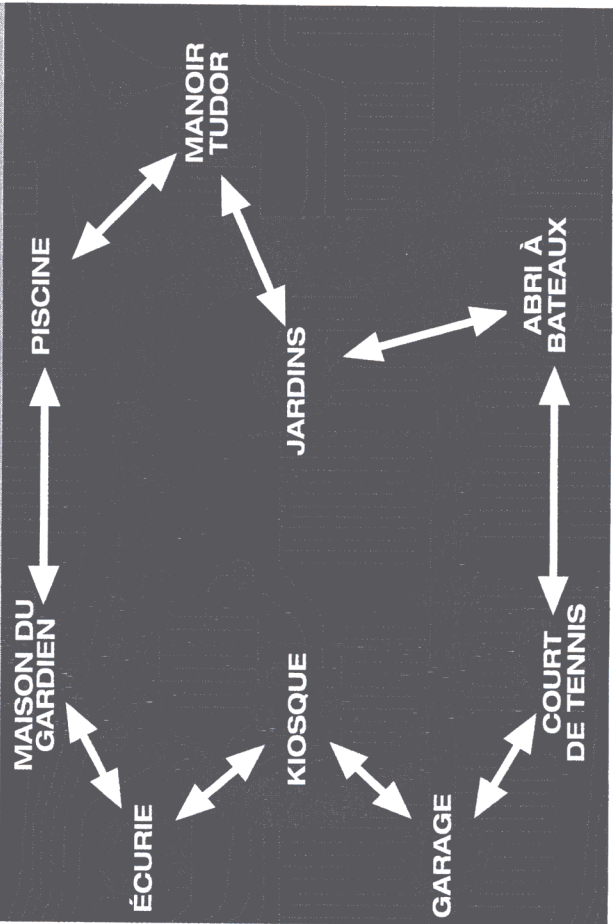 MAISON DU
GARDIEN
PISCINE
ÉCURIE
MANOIR
TUDOR
KIOSQUE
JARDINS
GARAGE
COURT
DE TENNIS
ABRI À
BATEAUX